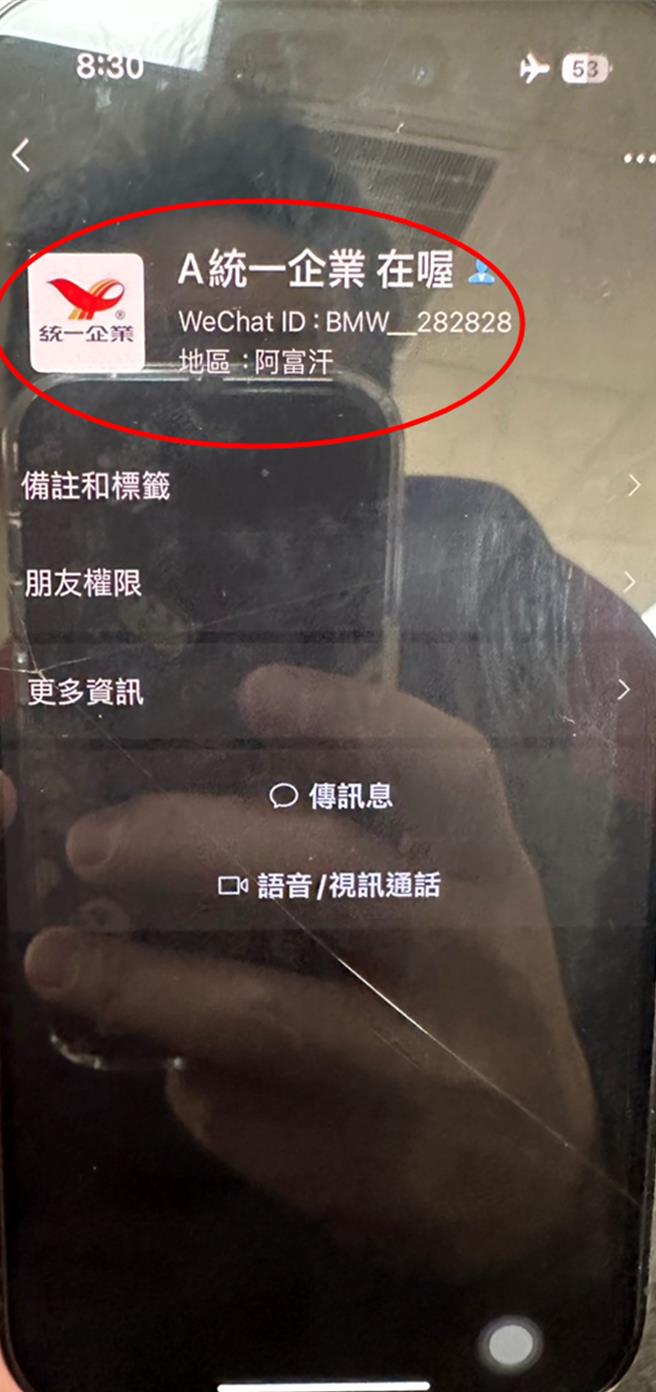 8:30
53
A統一企業 在喔
統一企業
®
WeChat ID : BMW__282828
地區 : 阿富汗
備註和標籤
朋友權限
更多資訊
傳訊息
語音/視訊通話